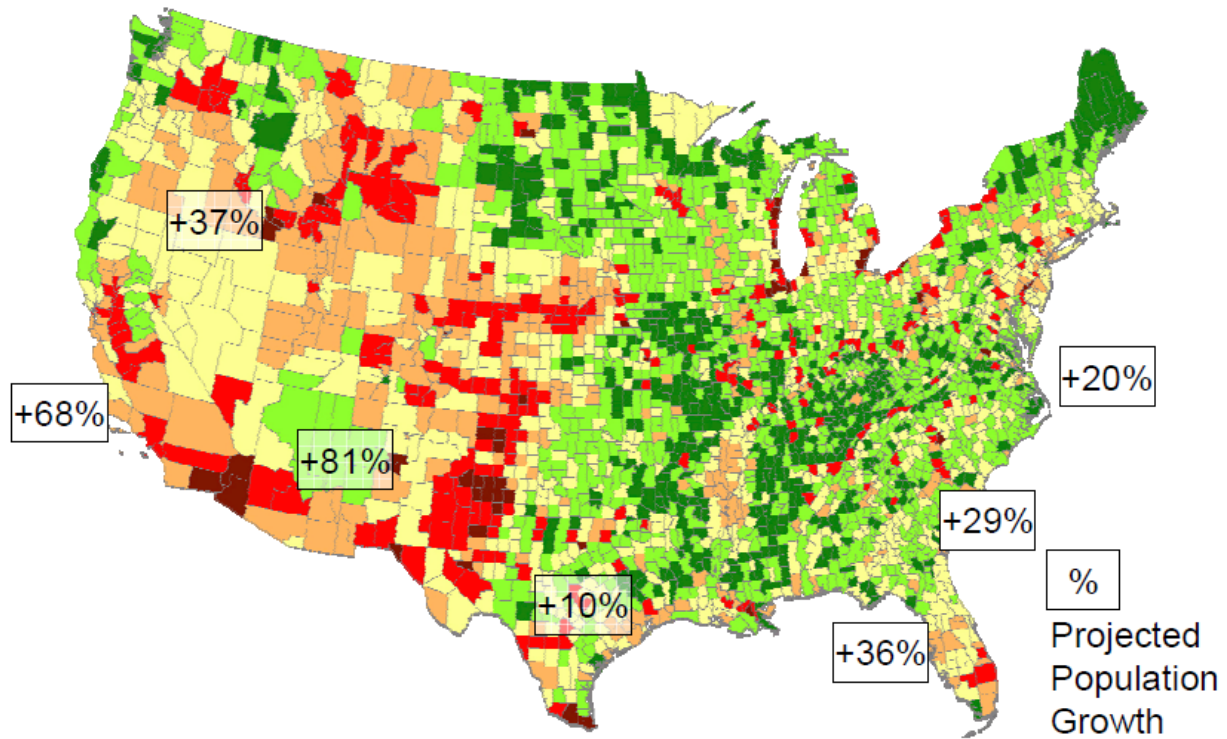 +37%
+20%
+68%
+81%
+29%
%
+10%
+36%
Projected
Population
Growth